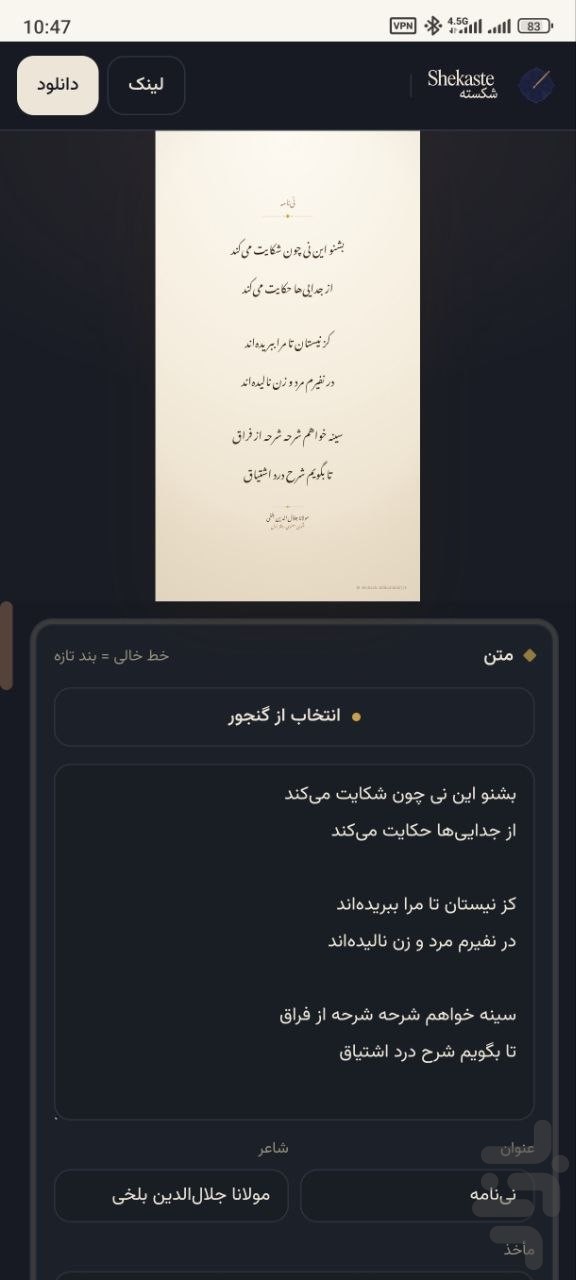 10:47
VPN
4.5G
83
دانلود
لینک
Shekaste
شکسته
نی‌نامه
بشنو این نی چون شکایت می‌کند
از جدایی‌ها حکایت می‌کند
کز نیستان تا مرا ببریده‌اند
در نفیرم مرد و زن نالیده‌اند
سینه خواهم شرحه شرحه از فراق
تا بگویم شرح درد اشتیاق
مولانا جلال‌الدین بلخی
متن
خط خالی = بند تازه
انتخاب از گنجور
بشنو این نی چون شکایت می‌کند
از جدایی‌ها حکایت می‌کند
کز نیستان تا مرا ببریده‌اند
در نفیرم مرد و زن نالیده‌اند
سینه خواهم شرحه شرحه از فراق
تا بگویم شرح درد اشتیاق
عنوان
شاعر
نی‌نامه
مولانا جلال‌الدین بلخی
مأخذ